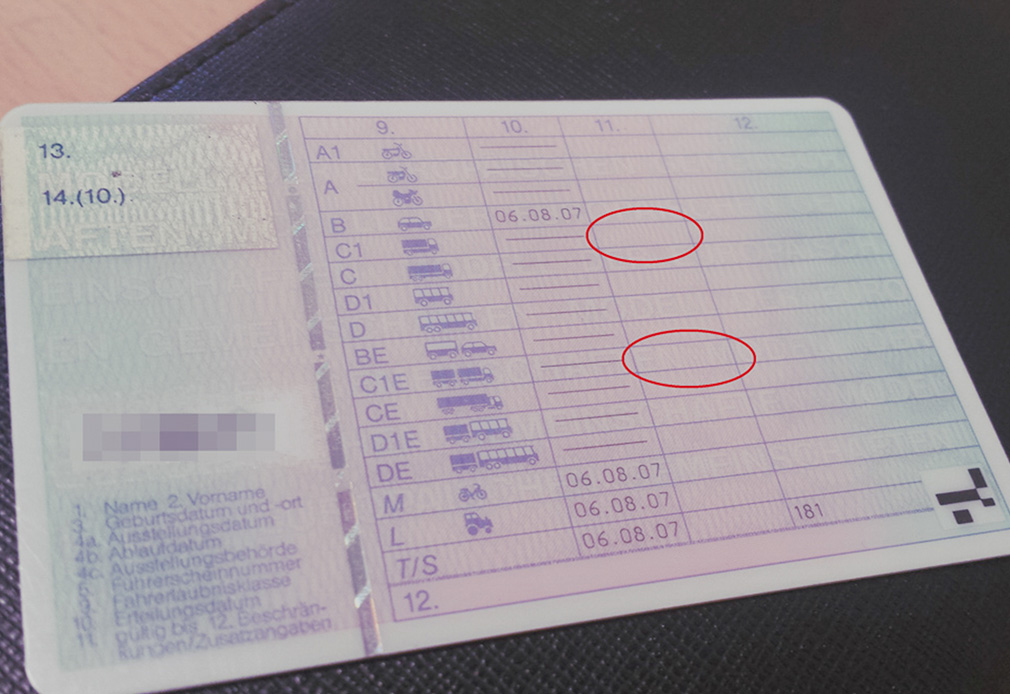 13.
14.(10.)
9. 10. 11. 12.
A1
A
B 06.08.07
C1
C
D1
D
BE
C1E
CE
D1E
DE
M 06.08.07
L 06.08.07 181
T/S 06.08.07
12.
1. Name 2. Vorname
3. Geburtsdatum und -ort
4a. Ausstellungsdatum
4b. Ablaufdatum
4c. Ausstellungsbehörde
5. Führerscheinnummer
9. Fahrerlaubnisklasse
10. Erteilungsdatum
11. gültig bis 12. Beschrän-
kungen/Zusatzangaben